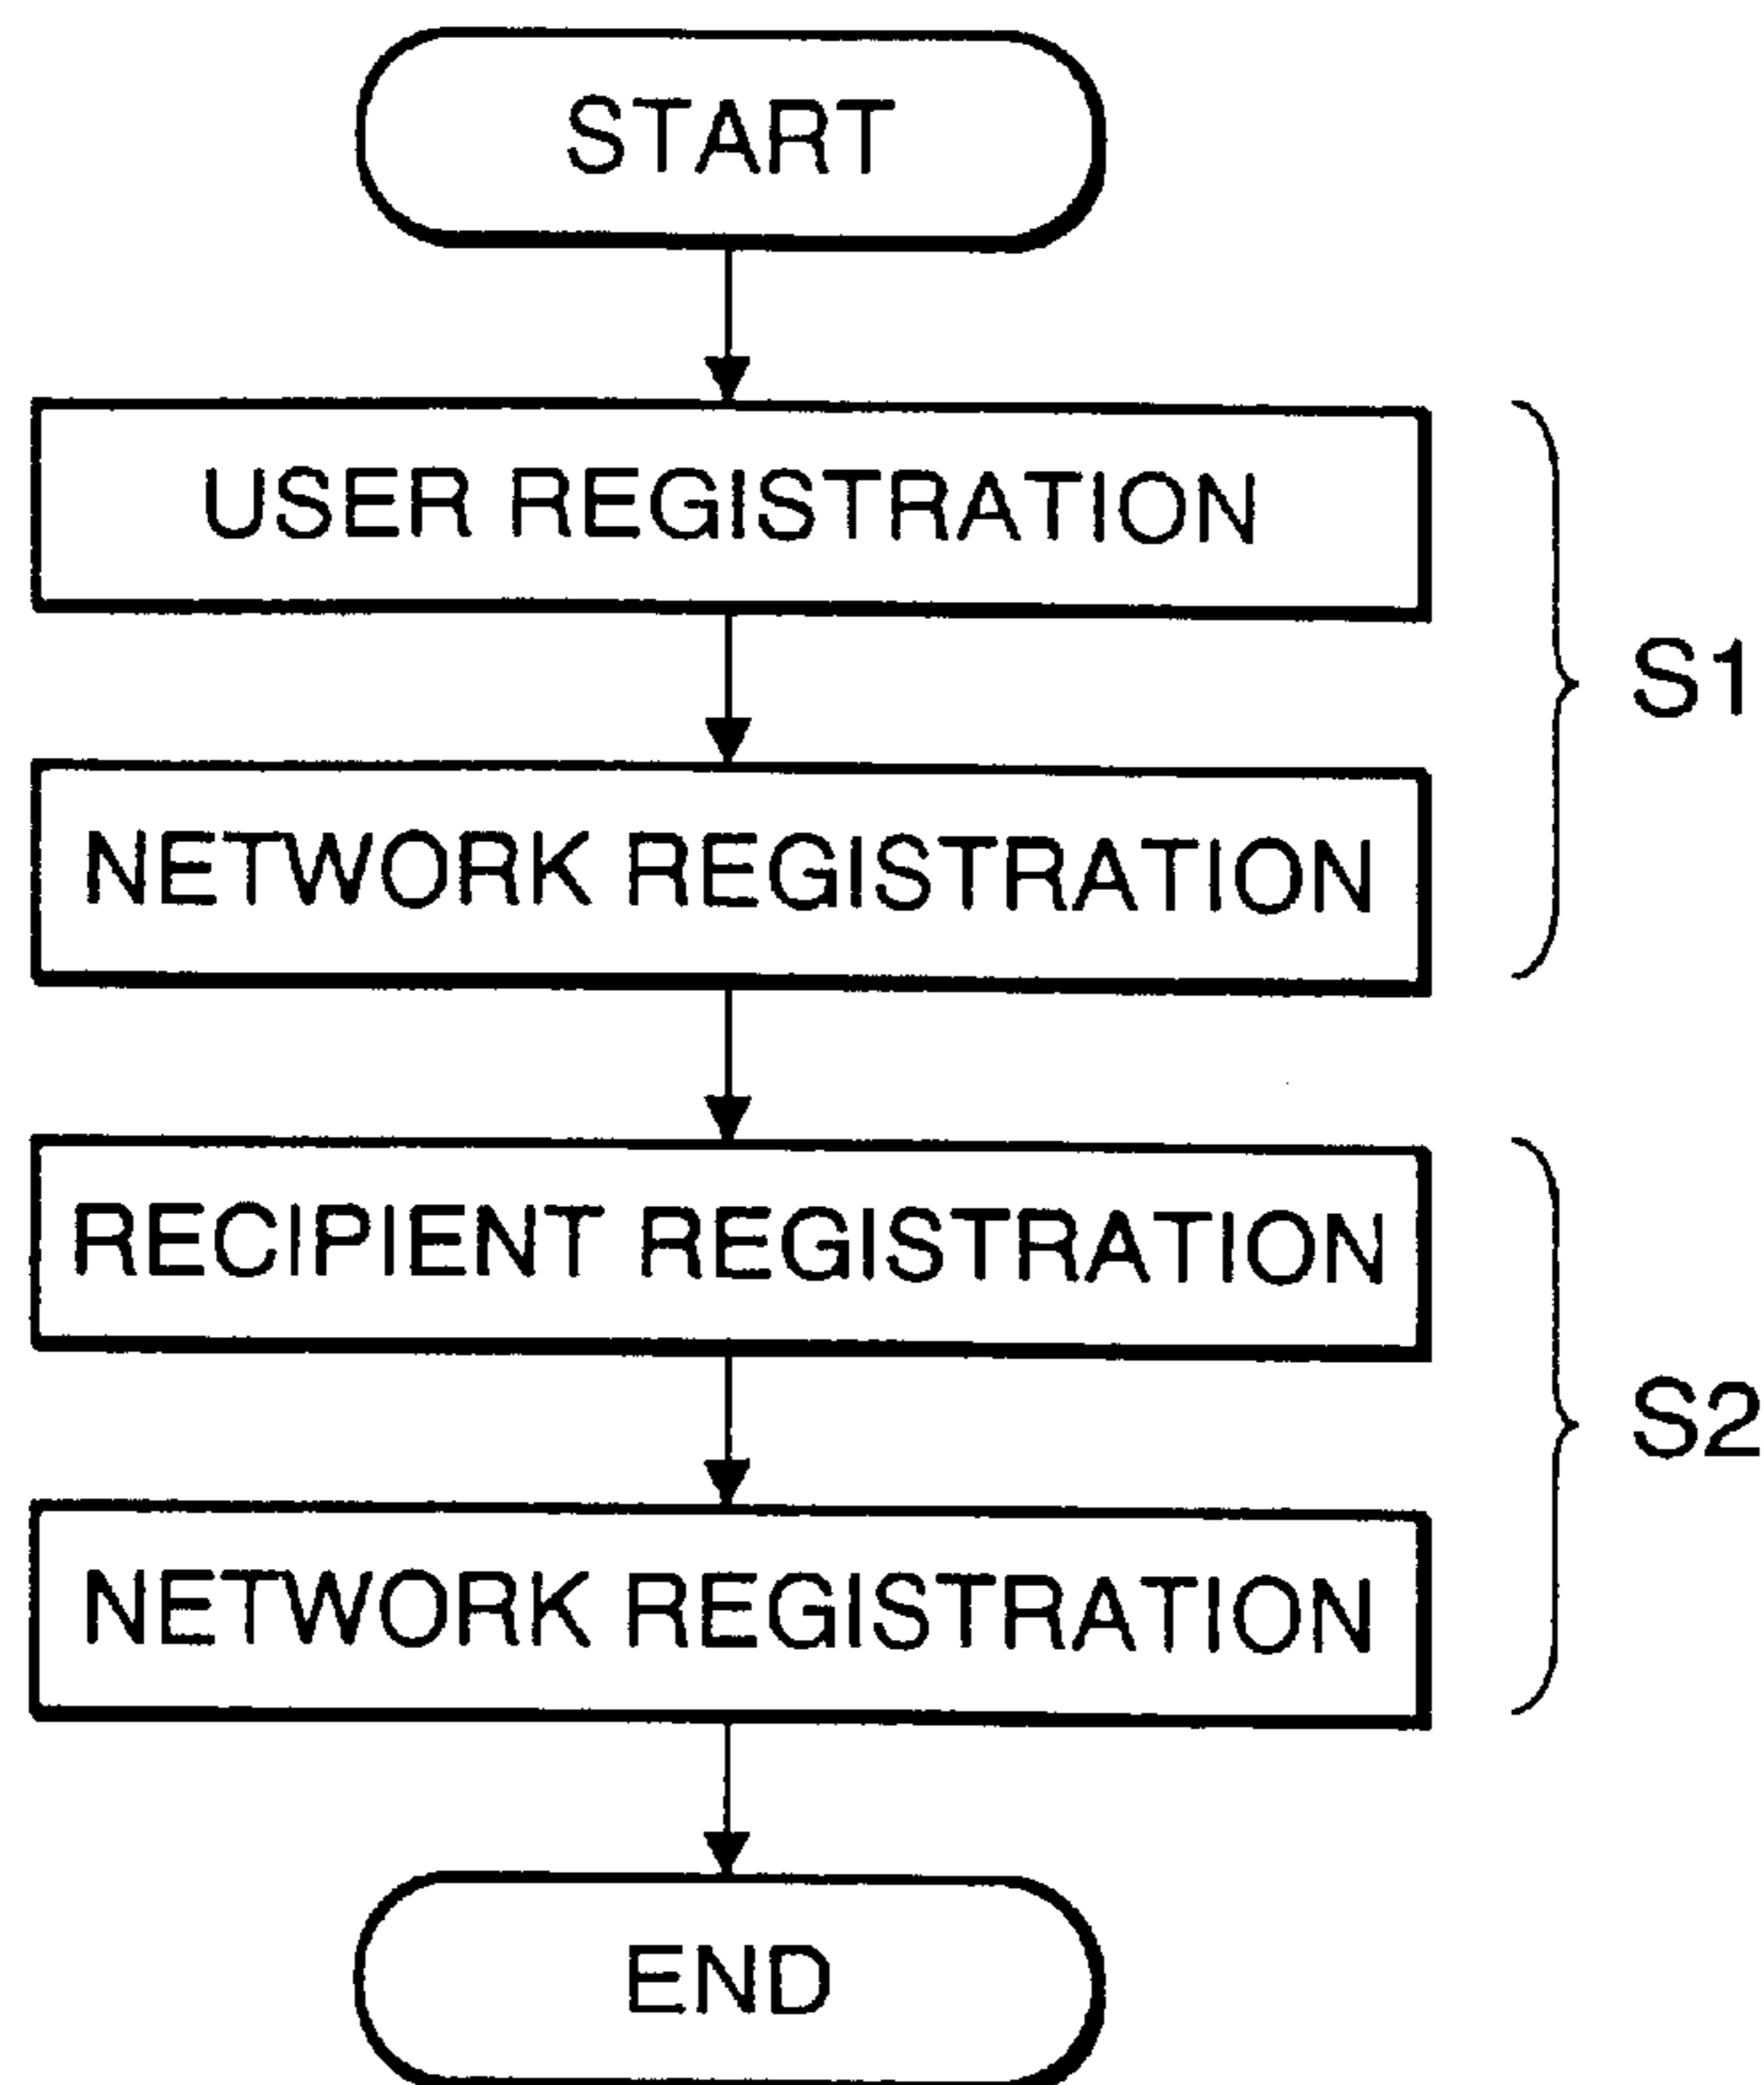 START
USER REGISTRATION
S1
NETWORK REGISTRATION
RECIPIENT REGISTRATION
S2
NETWORK REGISTRATION
END